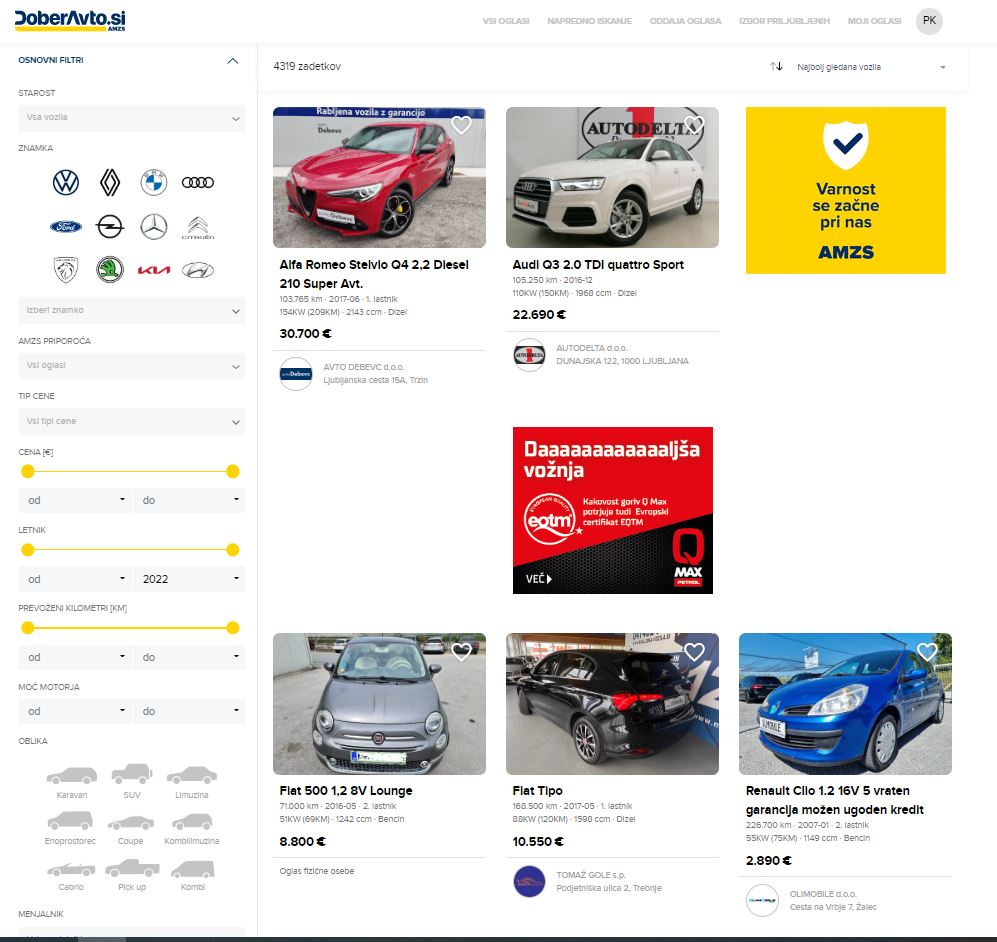 DoberAvto.si
AMZS
VSI OGLASI
NAPREDNO ISKANJE
ODDAJA OGLASA
IZBOR PRILJUBLJENIH
MOJI OGLASI
PK
OSNOVNI FILTRI
STAROST
Vsa vozila
ZNAMKA
Ford
CITROËN
KIA
Izberi znamko
AMZS PRIPOROČA
Vsi oglasi
TIP CENE
Vsi tipi cene
CENA [€]
od
do
LETNIK
od
2022
PREVOŽENI KILOMETRI [KM]
od
do
MOČ MOTORJA
od
do
OBLIKA
Karavan
SUV
Limuzina
Enoprostorec
Coupe
Kombilimuzina
Cabrio
Pick up
Kombi
MENJALNIK
4319 zadetkov
Najbolj gledana vozila
Rabljena vozila z garancijo
Debevc
Alfa Romeo Stelvio Q4 2,2 Diesel
210 Super Avt.
103.765 km · 2017-06 · 1. lastnik
154KW (209KM) · 2143 ccm · Dizel
30.700 €
AVTO DEBEVC d.o.o.
Ljubljanska cesta 15A, Trzin
AUTODELTA
Audi Q3 2.0 TDI quattro Sport
105.250 km · 2016-12
110KW (150KM) · 1968 ccm · Dizel
22.690 €
AUTODELTA d.o.o.
DUNAJSKA 122, 1000 LJUBLJANA
Varnost
se začne
pri nas
AMZS
Daaaaaaaaaaaaljša
vožnja
EUROPEAN QUALITY
eqtm
Kakovost goriv Q Max
potrjuje tudi Evropski
certifikat EQTM
VEČ
Q
MAX
PETROL
Fiat 500 1,2 8V Lounge
71.000 km · 2016-05 · 2. lastnik
51KW (69KM) · 1242 ccm · Bencin
8.800 €
Oglas fizične osebe
Fiat Tipo
168.500 km · 2017-05 · 1. lastnik
88KW (120KM) · 1598 ccm · Dizel
10.550 €
TOMAŽ GOLE s.p.
Podjetniška ulica 2, Trebnje
OLIMOBILE
Renault Clio 1.2 16V 5 vraten
garancija možen ugoden kredit
226.700 km · 2007-01 · 2. lastnik
55KW (75KM) · 1149 ccm · Bencin
2.890 €
OLIMOBILE d.o.o.
Cesta na Vrbje 7, Žalec